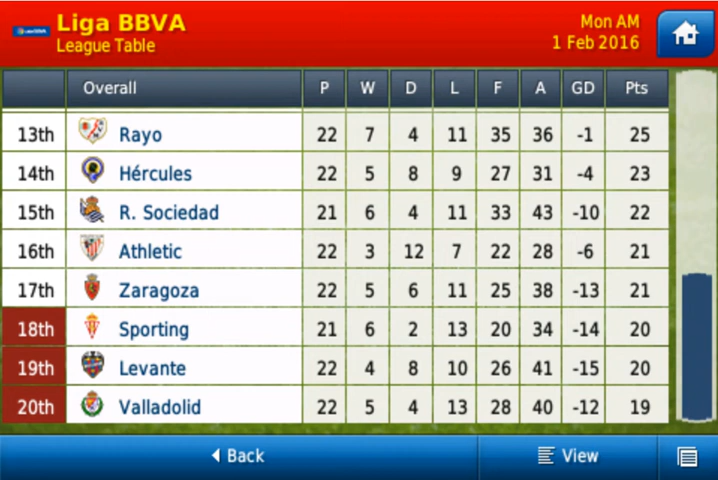 Liga BBVA
League Table
Mon AM
1 Feb 2016
Overall P W D L F A GD Pts
13th Rayo 22 7 4 11 35 36 -1 25
14th Hércules 22 5 8 9 27 31 -4 23
15th R. Sociedad 21 6 4 11 33 43 -10 22
16th Athletic 22 3 12 7 22 28 -6 21
17th Zaragoza 22 5 6 11 25 38 -13 21
18th Sporting 21 6 2 13 20 34 -14 20
19th Levante 22 4 8 10 26 41 -15 20
20th Valladolid 22 5 4 13 28 40 -12 19
Back View